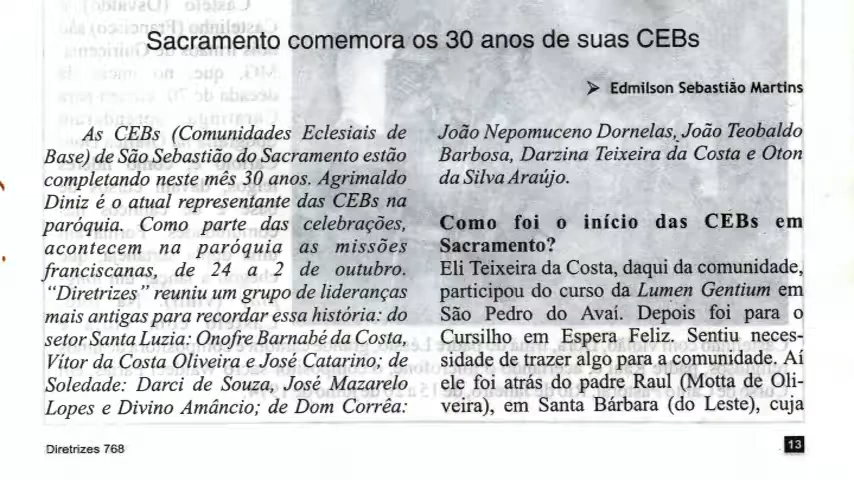 Sacramento comemora os 30 anos de suas CEBs
➤ Edmilson Sebastião Martins
As CEBs (Comunidades Eclesiais de
Base) de São Sebastião do Sacramento estão
completando neste mês 30 anos. Agrimaldo
Diniz é o atual representante das CEBs na
paróquia. Como parte das celebrações,
acontecem na paróquia as missões
franciscanas, de 24 a 2 de outubro.
"Diretrizes" reuniu um grupo de lideranças
mais antigas para recordar essa história: do
setor Santa Luzia: Onofre Barnabé da Costa,
Vítor da Costa Oliveira e José Catarino; de
Soledade: Darci de Souza, José Mazarelo
Lopes e Divino Amâncio; de Dom Corrêa:
João Nepomuceno Dornelas, João Teobaldo
Barbosa, Darzina Teixeira da Costa e Oton
da Silva Araújo.
Como foi o início das CEBs em
Sacramento?
Eli Teixeira da Costa, daqui da comunidade,
participou do curso da Lumen Gentium em
São Pedro do Avaí. Depois foi para o
Cursilho em Espera Feliz. Sentiu neces-
sidade de trazer algo para a comunidade. Aí
ele foi atrás do padre Raul (Motta de Oli-
veira), em Santa Bárbara (do Leste), cuja
Diretrizes 768
13